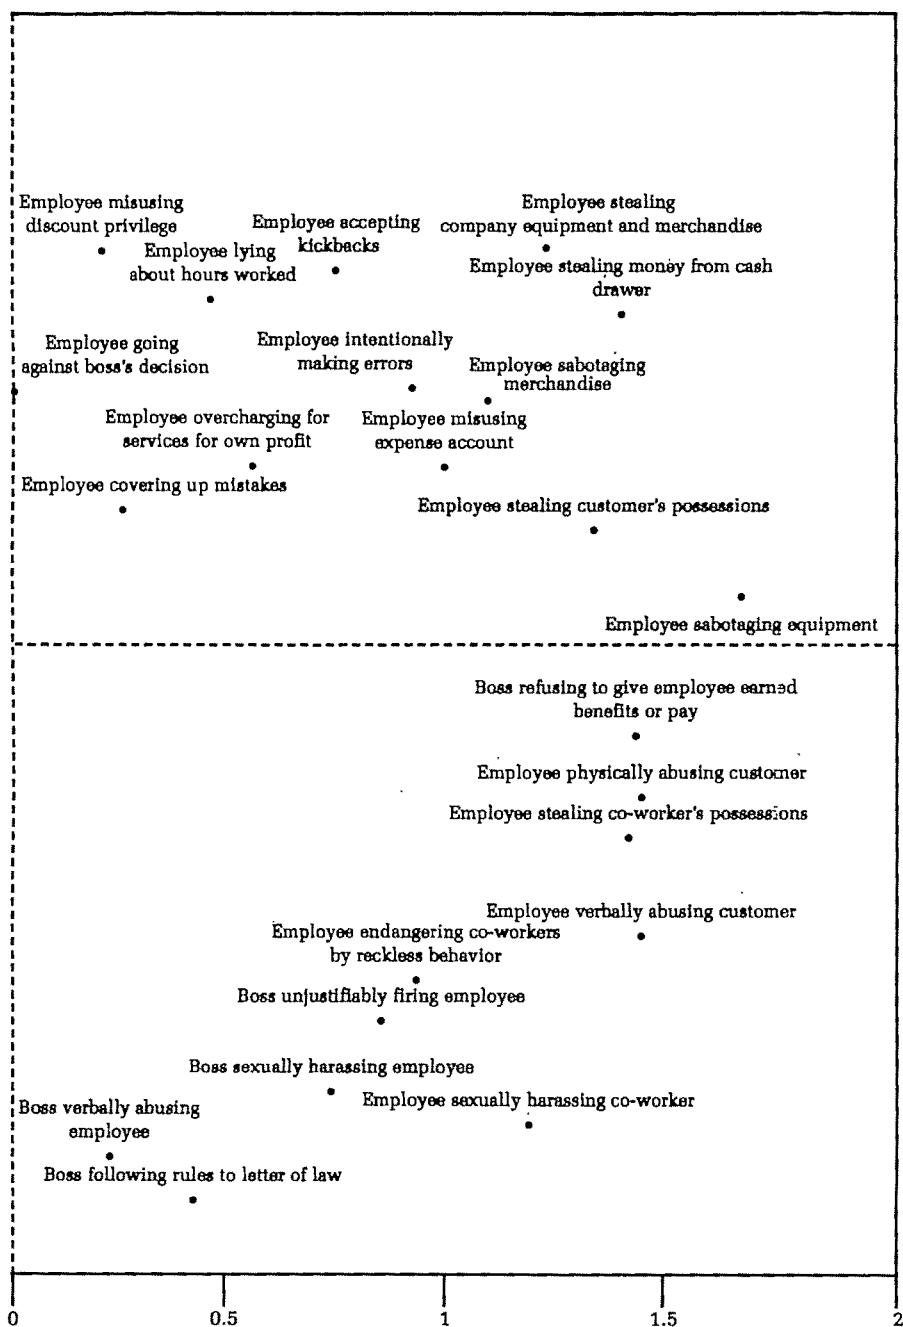 Employee misusing
discount privilege
Employee accepting
kickbacks
Employee stealing
company equipment and merchandise
Employee lying
about hours worked
Employee stealing money from cash
drawer
Employee going
against boss's decision
Employee intentionally
making errors
Employee sabotaging
merchandise
Employee overcharging for
services for own profit
Employee misusing
expense account
Employee covering up mistakes
Employee stealing customer's possessions
Employee sabotaging equipment
Boss refusing to give employee earned
benefits or pay
Employee physically abusing customer
Employee stealing co-worker's possessions
Employee verbally abusing customer
Employee endangering co-workers
by reckless behavior
Boss unjustifiably firing employee
Boss sexually harassing employee
Employee sexually harassing co-worker
Boss verbally abusing
employee
Boss following rules to letter of law
0 0.5 1 1.5 2